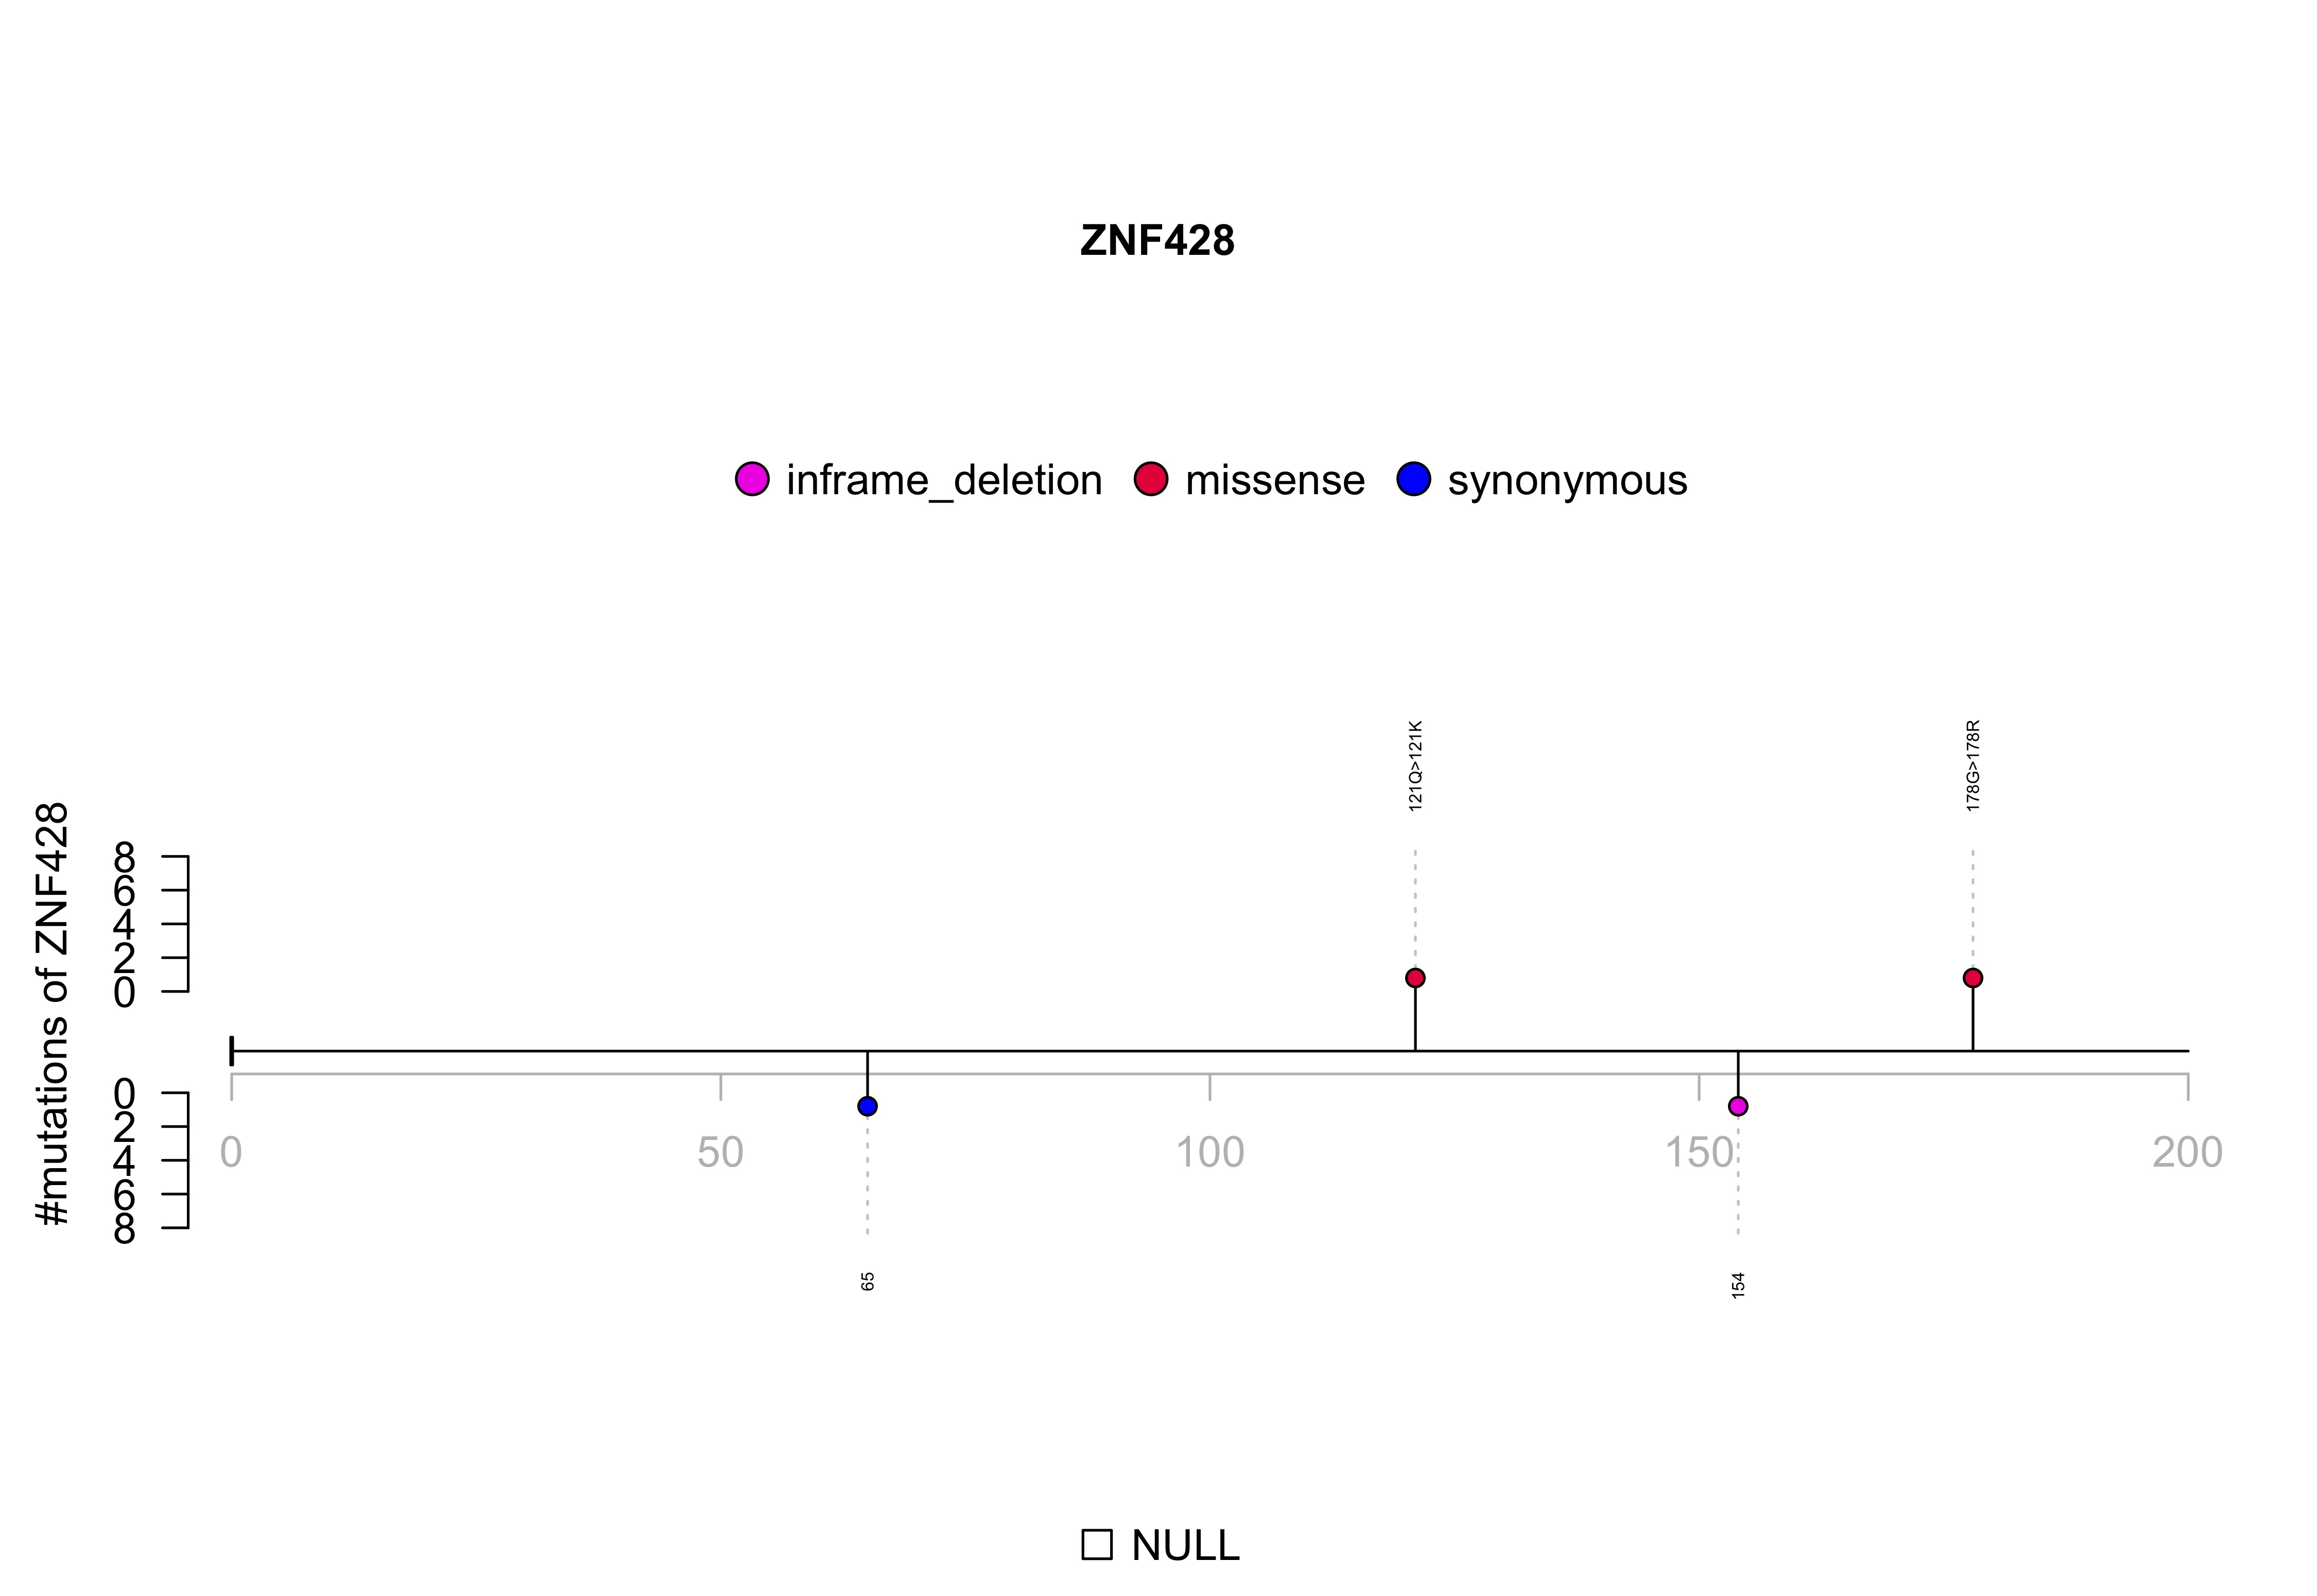 ZNF428
inframe_deletion missense synonymous
121Q>121K
178G>178R
#mutations of ZNF428
8
6
4
2
0
0
2
4
6
8
0 50 100 150 200
65
154
NULL